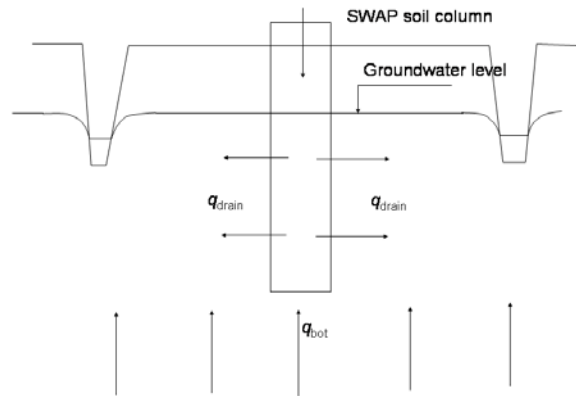 SWAP soil column
Groundwater level
qdrain
qdrain
qbot